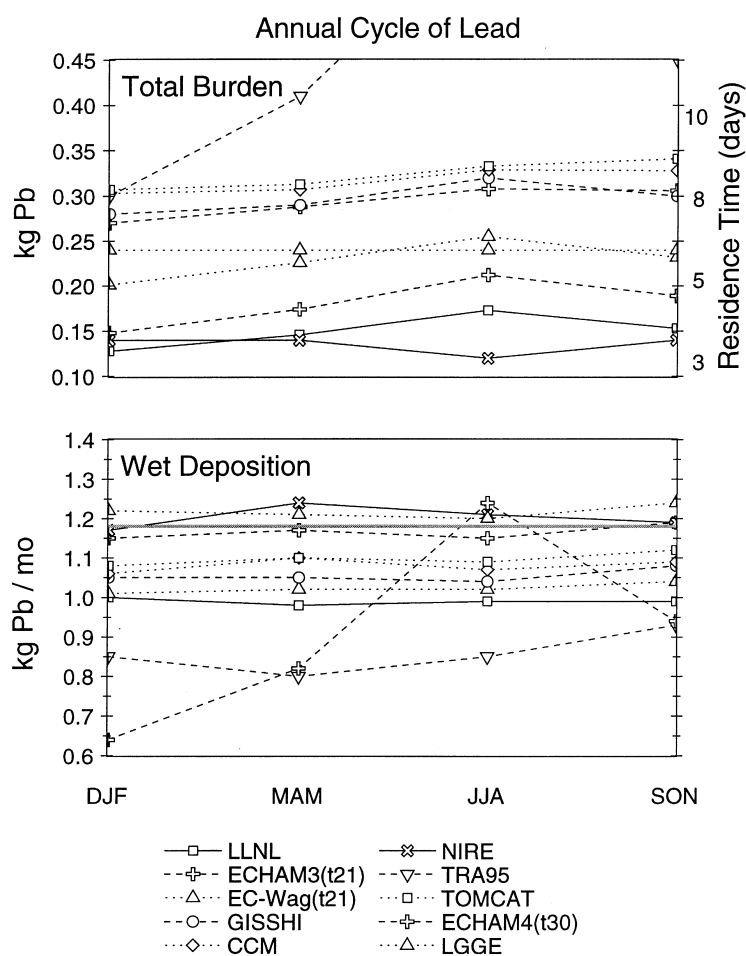 Annual Cycle of Lead
Total Burden
0.45
0.40
0.35
0.30
0.25
0.20
0.15
0.10
kg Pb
10
8
5
3
Residence Time (days)
Wet Deposition
1.4
1.3
1.2
1.1
1.0
0.9
0.8
0.7
0.6
kg Pb / mo
DJF MAM JJA SON
LLNL NIRE
ECHAM3(t21) TRA95
EC-Wag(t21) TOMCAT
GISSHI ECHAM4(t30)
CCM LGGE